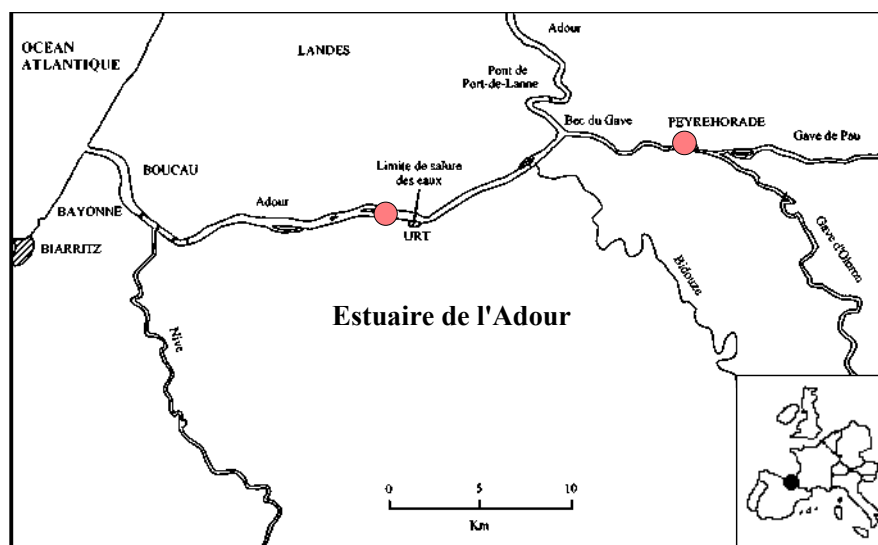 OCEAN
ATLANTIQUE
LANDES
Adour
Pont de
Port-de-Lanne
Bec du Gave
PEYREHORADE
Gave de Pau
BOUCAU
Limite de salure
des eaux
Adour
BAYONNE
URT
BIARRITZ
Gave d'Oloron
Bidouze
Estuaire de l'Adour
Nive
0
5
10
Km